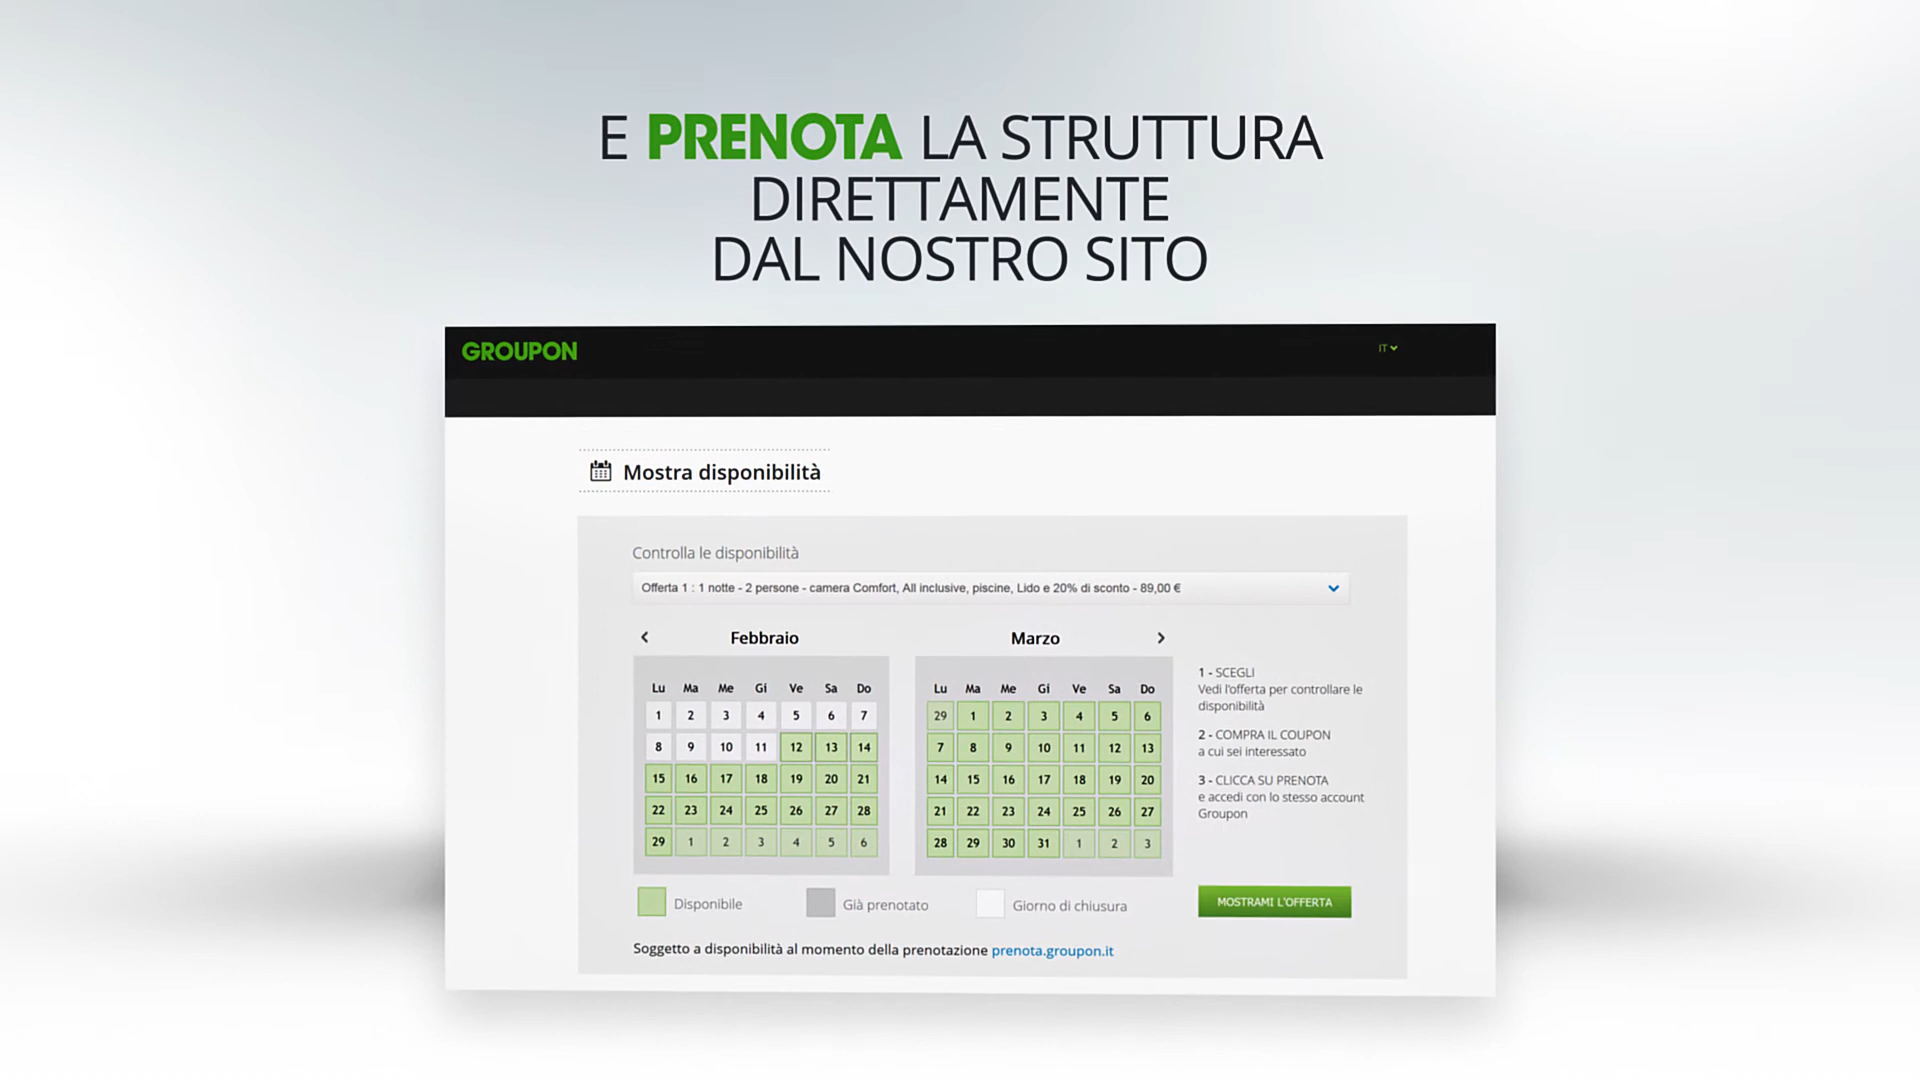 E PRENOTA LA STRUTTURA
DIRETTAMENTE
DAL NOSTRO SITO
GROUPON
IT
Mostra disponibilità
Controlla le disponibilità
Offerta 1 : 1 notte - 2 persone - camera Comfort, All inclusive, piscine, Lido e 20% di sconto - 89,00 €
Febbraio
Lu Ma Me Gi Ve Sa Do
1 2 3 4 5 6 7
8 9 10 11 12 13 14
15 16 17 18 19 20 21
22 23 24 25 26 27 28
29 1 2 3 4 5 6
Marzo
Lu Ma Me Gi Ve Sa Do
29 1 2 3 4 5 6
7 8 9 10 11 12 13
14 15 16 17 18 19 20
21 22 23 24 25 26 27
28 29 30 31 1 2 3
1 - SCEGLI
Vedi l'offerta per controllare le
disponibilità
2 - COMPRA IL COUPON
a cui sei interessato
3 - CLICCA SU PRENOTA
e accedi con lo stesso account
Groupon
Disponibile
Già prenotato
Giorno di chiusura
MOSTRAMI L'OFFERTA
Soggetto a disponibilità al momento della prenotazione prenota.groupon.it